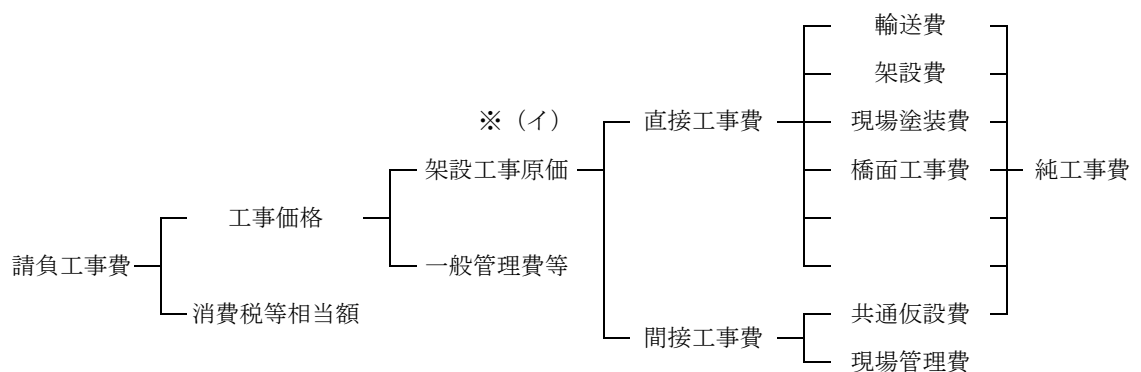 輸送費
架設費
※（イ）
直接工事費
現場塗装費
架設工事原価
橋面工事費
純工事費
工事価格
請負工事費
一般管理費等
消費税等相当額
共通仮設費
間接工事費
現場管理費